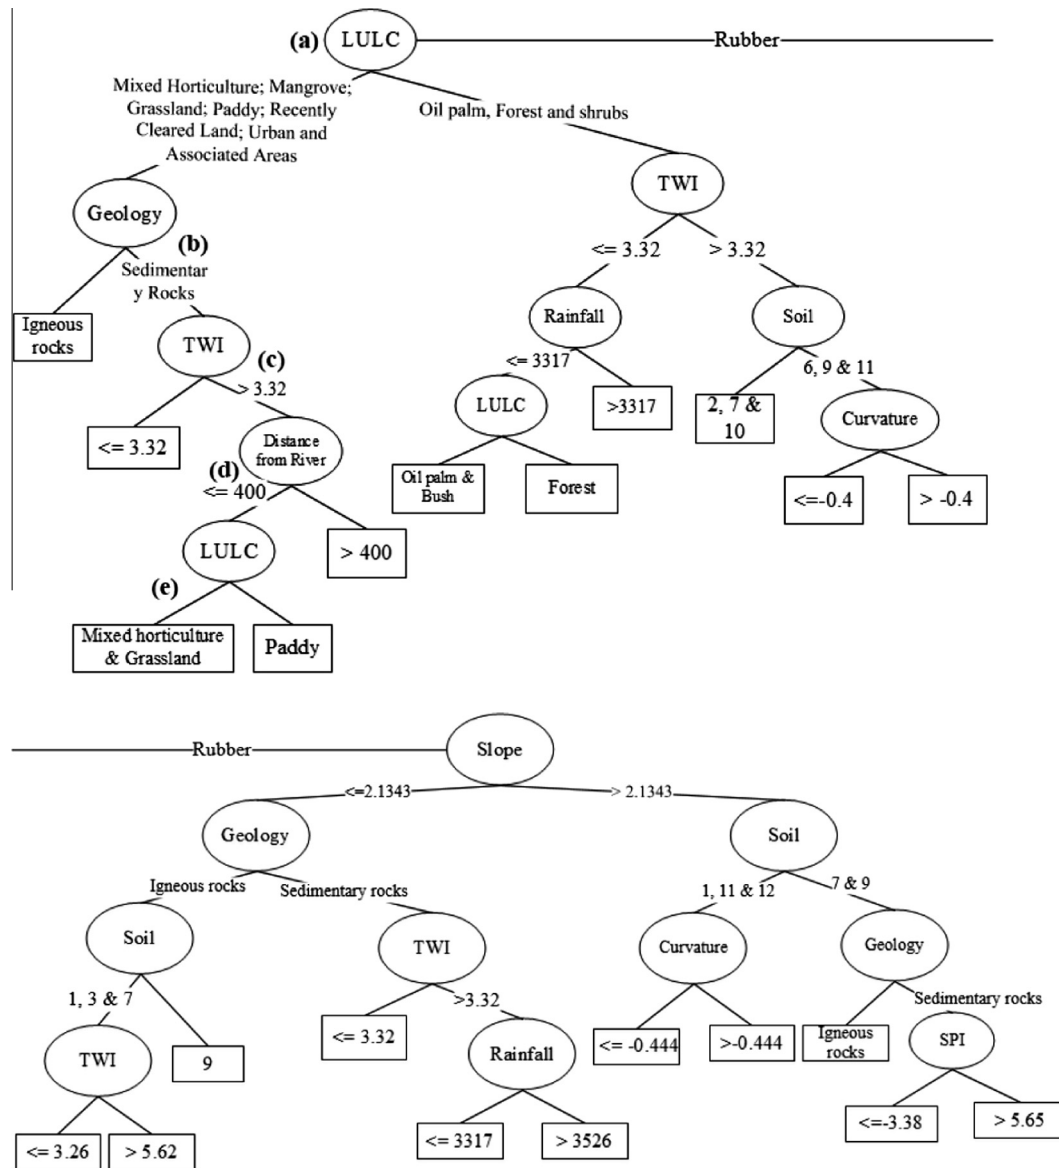 (a)
LULC
Rubber
Mixed Horticulture; Mangrove;
Grassland; Paddy; Recently
Cleared Land; Urban and
Associated Areas
Oil palm, Forest and shrubs
TWI
Geology
(b)
Sedimentar
y Rocks
<= 3.32
> 3.32
Igneous
rocks
TWI
(c)
Rainfall
Soil
> 3.32
<= 3317
6, 9 & 11
<= 3.32
Distance
from River
LULC
>3317
2, 7 &
10
Curvature
(d)
<= 400
Oil palm &
Bush
Forest
<=-0.4
> -0.4
LULC
> 400
(e)
Mixed horticulture
& Grassland
Paddy
Rubber
Slope
<=2.1343
> 2.1343
Geology
Soil
Igneous rocks
Sedimentary rocks
1, 11 & 12
7 & 9
Soil
TWI
Curvature
Geology
1, 3 & 7
>3.32
Sedimentary rocks
TWI
9
<= 3.32
Rainfall
<= -0.444
>-0.444
Igneous
rocks
SPI
<= 3.26
> 5.62
<= 3317
> 3526
<=-3.38
> 5.65